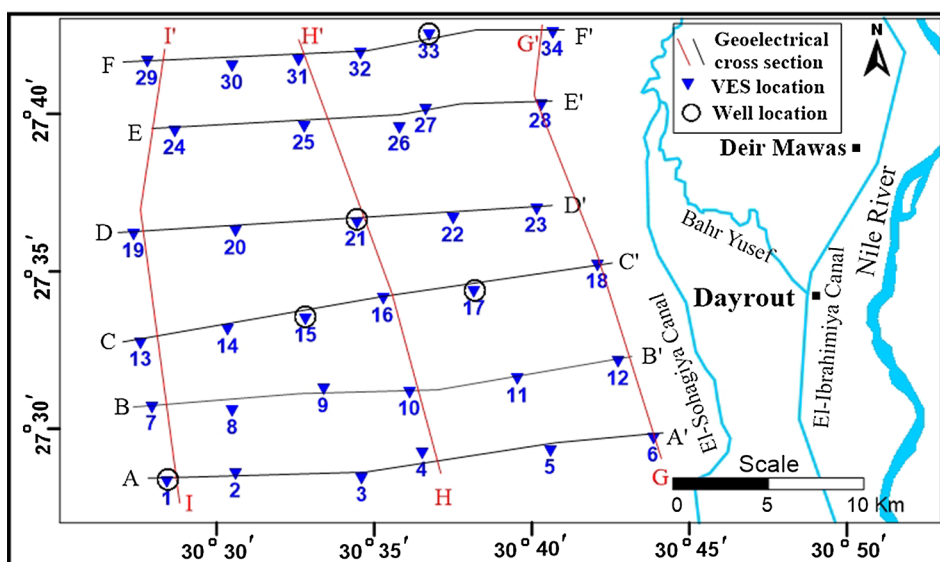 I'
H'
G'
F'
F
29
30
31
32
33
34
N
Geoelectrical
cross section
VES location
Well location
27°40'
E
E'
24
25
26
27
28
Deir Mawas
D
D'
19
20
21
22
23
Bahr Yusef
Nile River
27°35'
C
C'
13
14
15
16
17
18
Dayrout
El-Sohagiya Canal
El-Ibrahimiya Canal
B
B'
7
8
9
10
11
12
27°30'
A
A'
1
2
3
4
5
6
I
H
G
Scale
0
5
10 Km
30°30'
30°35'
30°40'
30°45'
30°50'